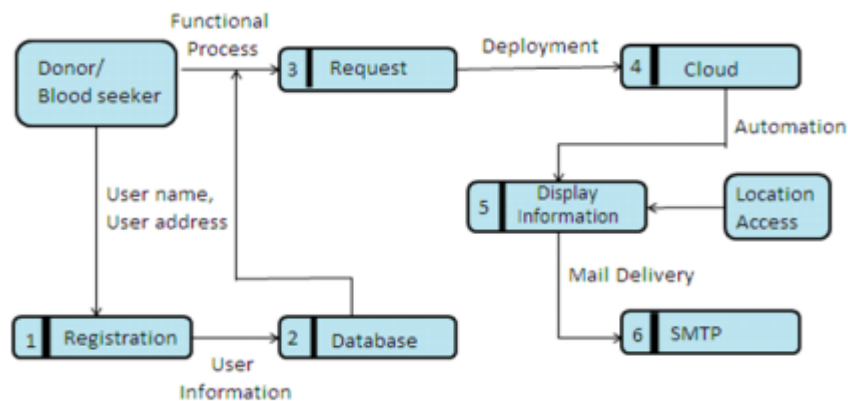 Functional
Process
Donor/
Blood seeker
3 Request
Deployment
4 Cloud
Automation
User name,
User address
5 Display
Information
Location
Access
Mail Delivery
1 Registration
User
Information
2 Database
6 SMTP